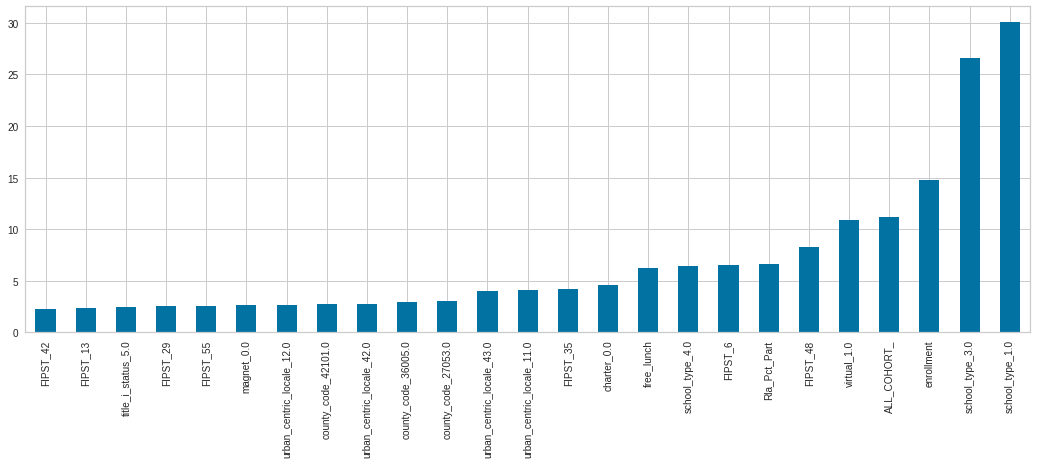 30
25
20
15
10
5
0
FIPST_42
FIPST_13
title_i_status_5.0
FIPST_29
FIPST_55
magnet_0.0
urban_centric_locale_12.0
county_code_42101.0
urban_centric_locale_42.0
county_code_36005.0
county_code_27053.0
urban_centric_locale_43.0
urban_centric_locale_11.0
FIPST_35
charter_0.0
free_lunch
school_type_4.0
FIPST_6
Rla_Pct_Part
FIPST_48
virtual_1.0
ALL_COHORT_
enrollment
school_type_3.0
school_type_1.0